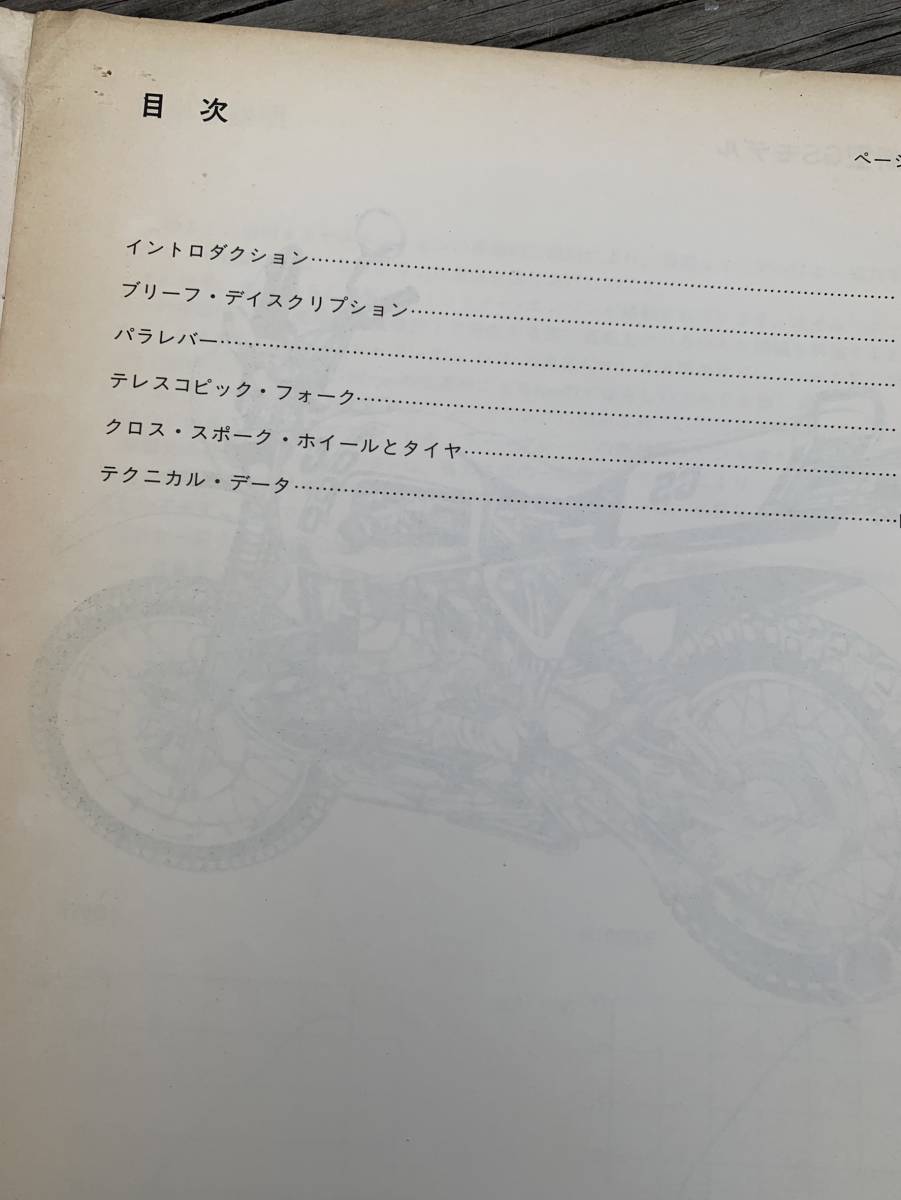 目 次
ページ
イントロダクション
ブリーフ・デイスクリプション
パラレバー
テレスコピック・フォーク
クロス・スポーク・ホイールとタイヤ
テクニカル・データ